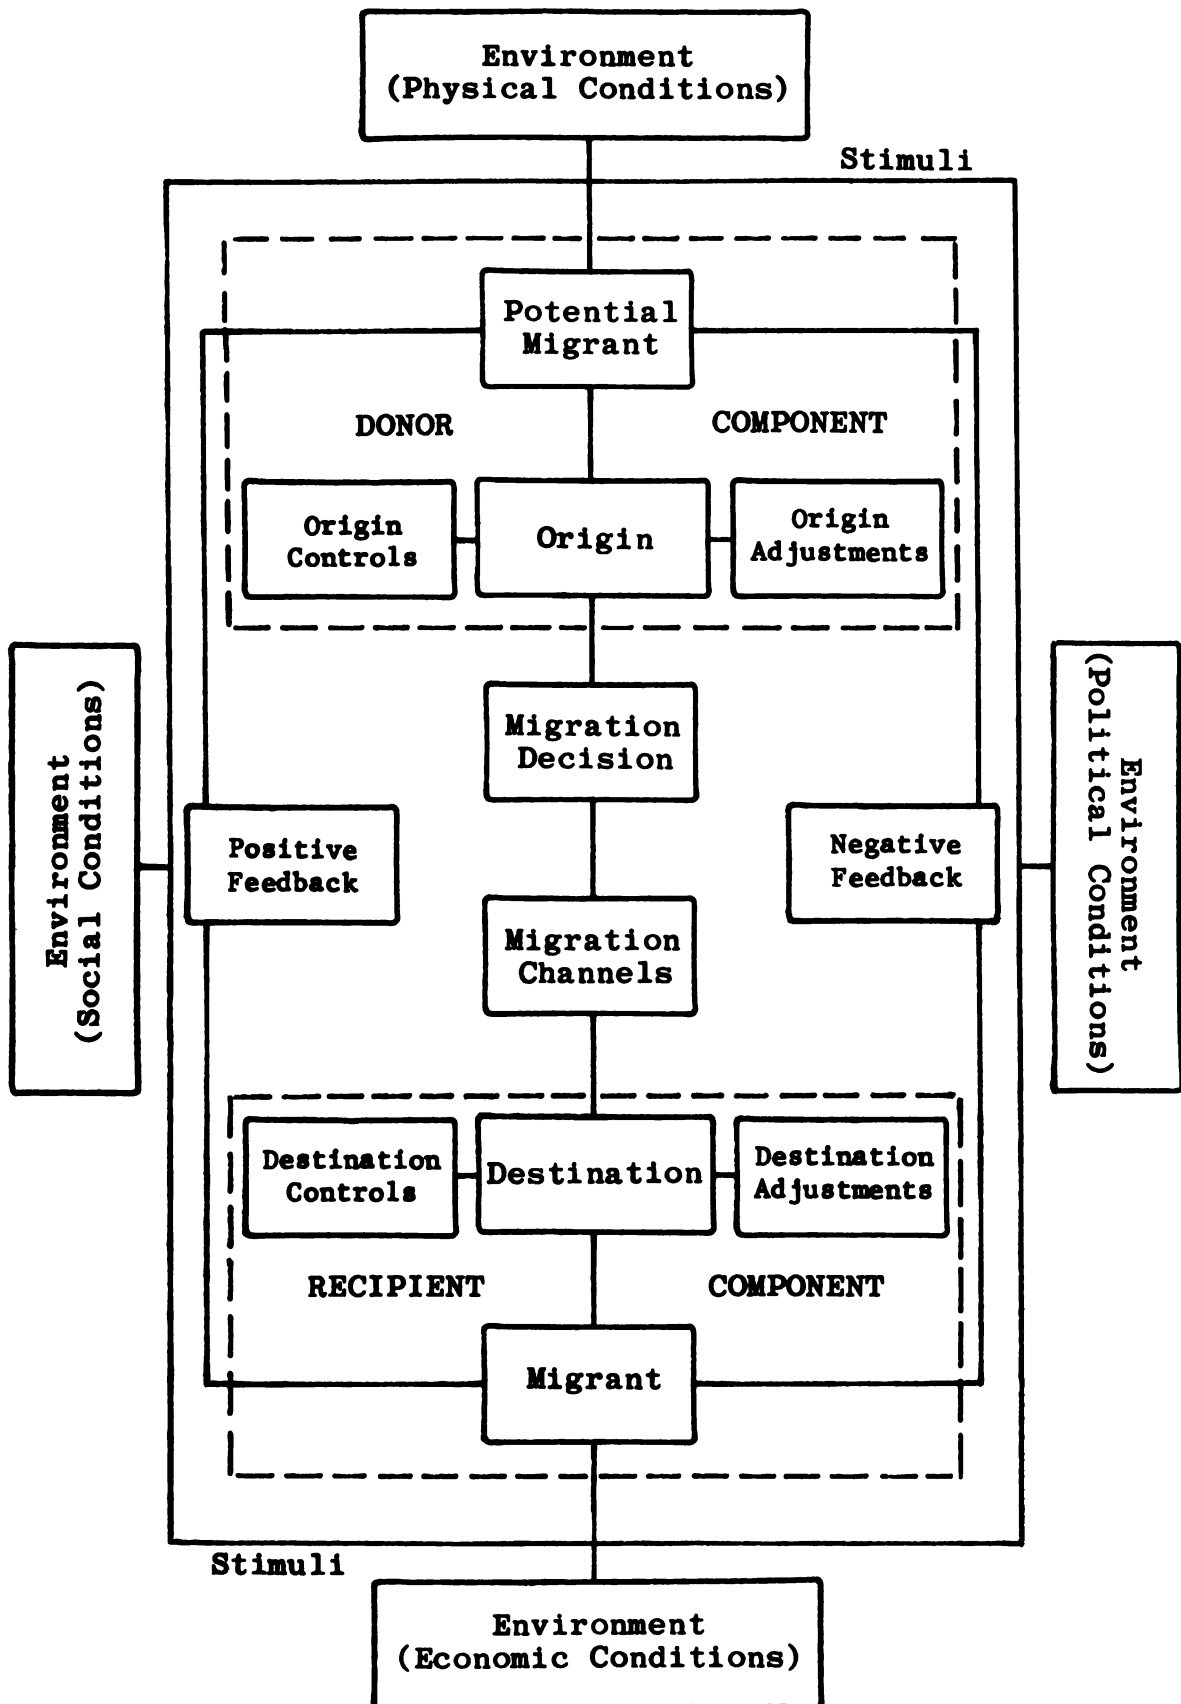 Environment
(Physical Conditions)
Stimuli
Potential
Migrant
DONOR COMPONENT
Origin
Controls
Origin
Origin
Adjustments
Migration
Decision
Environment
(Social Conditions)
Positive
Feedback
Negative
Feedback
Environment
(Political Conditions)
Migration
Channels
Destination
Controls
Destination
Destination
Adjustments
RECIPIENT COMPONENT
Migrant
Stimuli
Environment
(Economic Conditions)